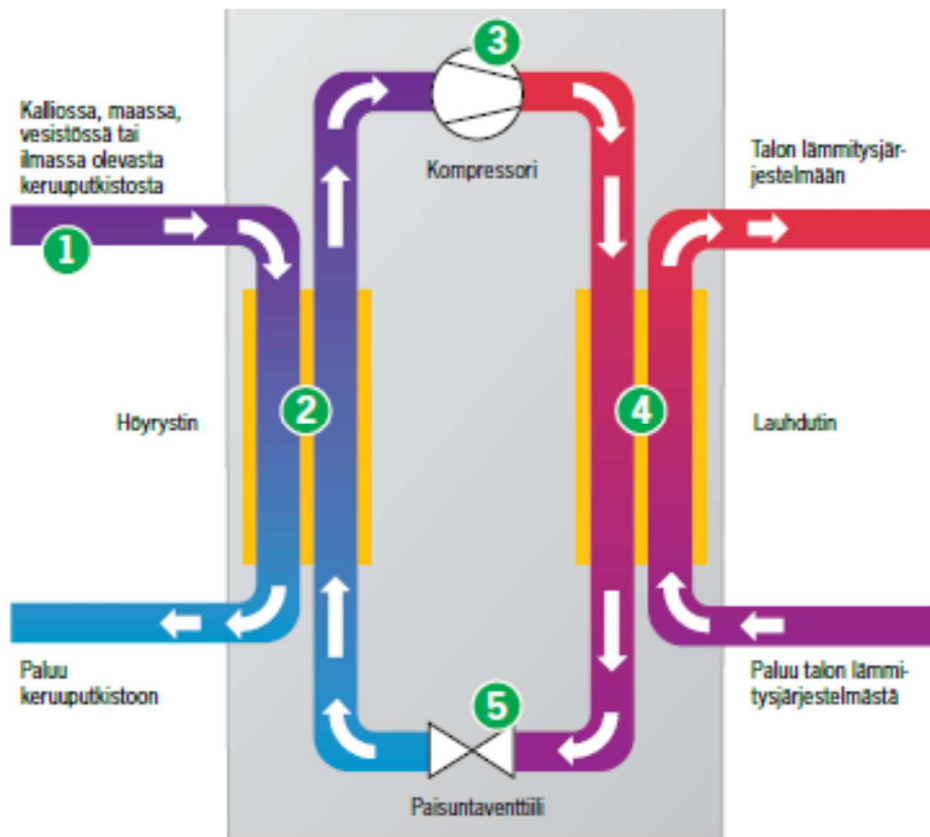 3
Kalliossa, maassa,
vesistössä tai
ilmassa olevasta
keruuputkistosta
Kompressori
Talon lämmitysjär-
jestelmään
1
2
4
Höyrystin
Lauhdutin
Paluu
keruuputkistoon
5
Paluu talon lämmi-
tysjärjestelmästä
Paisuntaventtiili